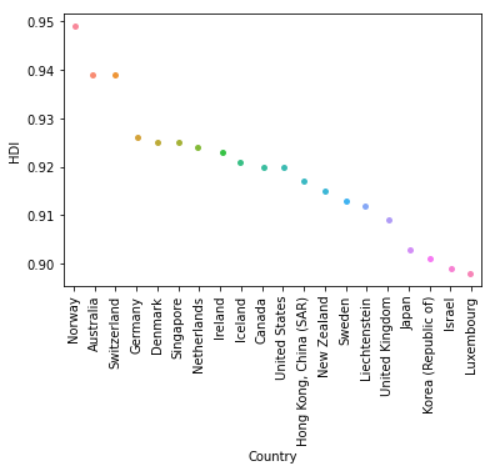 0.95
0.94
0.93
0.92
0.91
0.90
HDI
Norway
Australia
Switzerland
Germany
Denmark
Singapore
Netherlands
Ireland
Iceland
Canada
United States
Hong Kong, China (SAR)
New Zealand
Sweden
Liechtenstein
United Kingdom
Japan
Korea (Republic of)
Israel
Luxembourg
Country